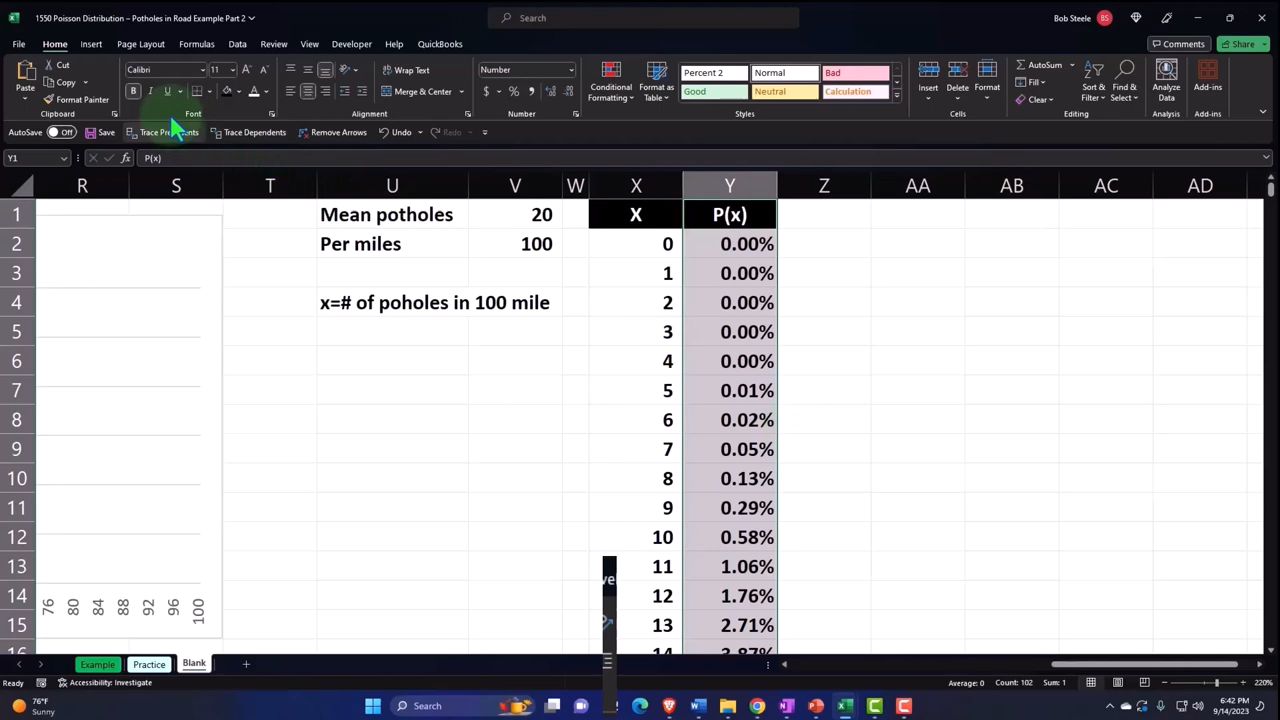 1550 Poisson Distribution – Potholes in Road Example Part 2
Search
Bob Steele BS
File Home Insert Page Layout Formulas Data Review View Developer Help QuickBooks
Comments Share
Paste Cut Copy Format Painter Clipboard
Calibri 11 B I U Font
Wrap Text Merge & Center Alignment
Number $ % Number
Conditional Formatting Format as Table
Percent 2 Normal Bad
Good Neutral Calculation
Styles
Insert Delete Format Cells
AutoSum Fill Clear Sort & Filter Find & Select Editing
Analyze Data Analysis
Add-ins Add-ins
AutoSave Off Save Trace Precedents Trace Dependents Remove Arrows Undo Redo
Y1 fx P(x)
R S T U V W X Y Z AA AB AC AD
1 Mean potholes 20 X P(x)
2 Per miles 100 0 0.00%
3 1 0.00%
4 x=# of poholes in 100 mile 2 0.00%
5 3 0.00%
6 4 0.00%
7 5 0.01%
8 6 0.02%
9 7 0.05%
10 8 0.13%
11 9 0.29%
12 10 0.58%
13 11 1.06%
14 12 1.76%
15 13 2.71%
16 14 3.87%
76 80 84 88 92 96 100
Example Practice Blank
Ready Accessibility: Investigate Average: 0 Count: 102 Sum: 1 220%
76°F
Sunny
Search
6:42 PM
9/14/2023